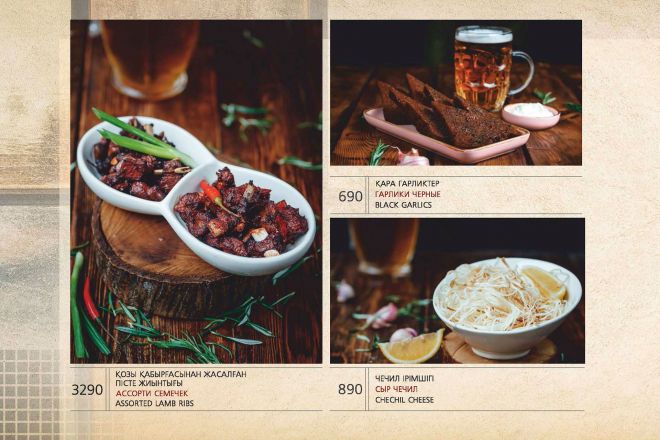 690
ҚАРА ГАРЛИКТЕР
ГАРЛИКИ ЧЕРНЫЕ
BLACK GARLICS
3290
ҚОЗЫ ҚАБЫРҒАСЫНАН ЖАСАЛҒАН
ПІСТЕ ЖИЫНТЫҒЫ
АССОРТИ СЕМЕЧЕК
ASSORTED LAMB RIBS
890
ЧЕЧИЛ ІРІМШІГІ
СЫР ЧЕЧИЛ
CHECHIL CHEESE